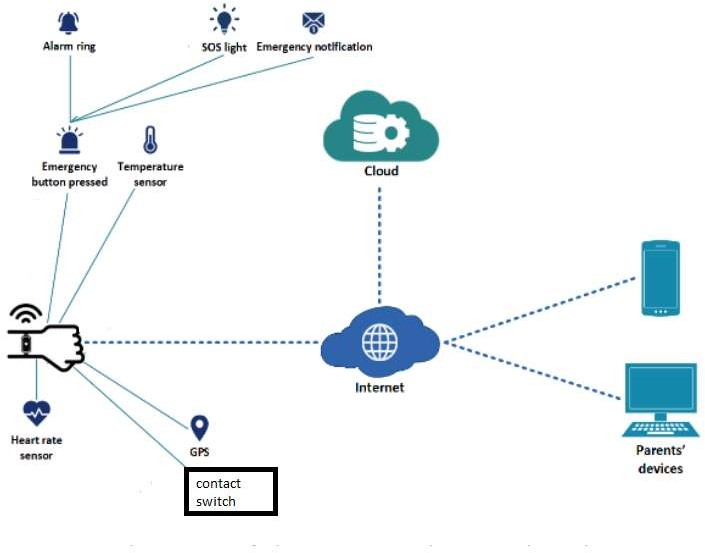 Alarm ring
SOS light
Emergency notification
Cloud
Emergency
button pressed
Temperature
sensor
Internet
Heart rate
sensor
GPS
contact
switch
Parents'
devices